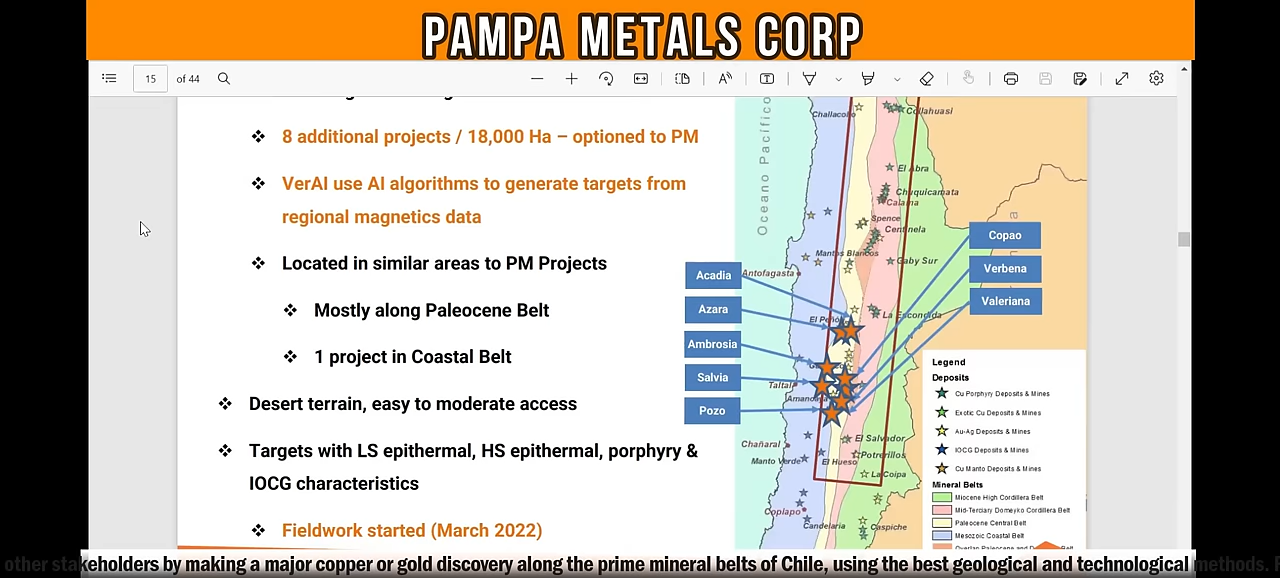 PAMPA METALS CORP
15 of 44
❖ 8 additional projects / 18,000 Ha – optioned to PM
❖ VerAI use AI algorithms to generate targets from
regional magnetics data
❖ Located in similar areas to PM Projects
❖ Mostly along Paleocene Belt
❖ 1 project in Coastal Belt
❖ Desert terrain, easy to moderate access
❖ Targets with LS epithermal, HS epithermal, porphyry &
IOCG characteristics
❖ Fieldwork started (March 2022)
Oceano Pacífico
Collahuasi
El Abra
Chuquicamata
Calama
Spence
Centinela
Mantos Blancos
Gaby Sur
Antofagasta
La Escondida
Taltal
El Salvador
Chañaral
Potrerillos
Manto Verde
El Hueso
La Coipa
Copiapo
Candelaria
Caspiche
Acadia
Azara
Ambrosia
Salvia
Pozo
Copao
Verbena
Valeriana
Legend
Deposits
Cu Porphyry Deposits & Mines
Exotic Cu Deposits & Mines
Au-Ag Deposits & Mines
IOCG Deposits & Mines
Cu Manto Deposits & Mines
Mineral Belts
Miocene High Cordillera Belt
Mid-Tertiary Domeyko Cordillera Belt
Paleocene Central Belt
Mesozoic Coastal Belt
other stakeholders by making a major copper or gold discovery along the prime mineral belts of Chile, using the best geological and technological methods.